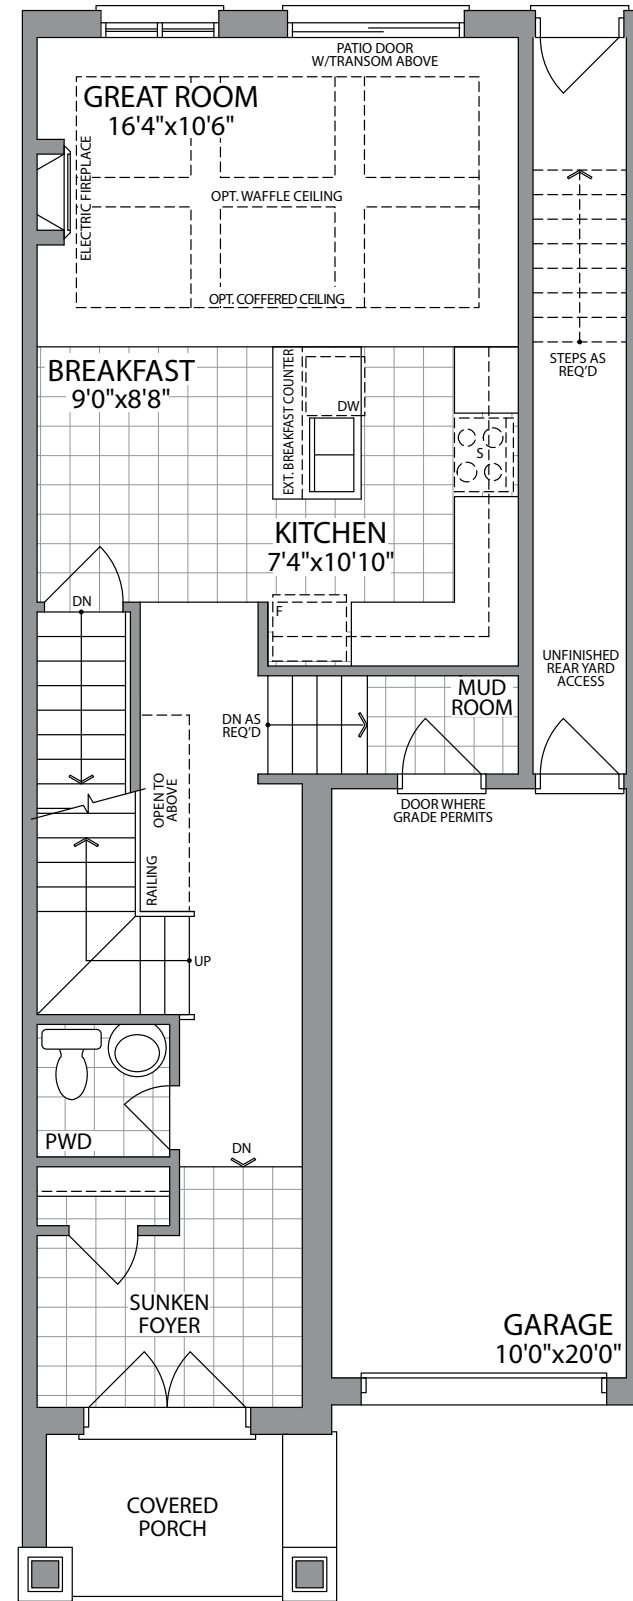 PATIO DOOR
W/TRANSOM ABOVE
GREAT ROOM
16'4"x10'6"
ELECTRIC FIREPLACE
OPT. WAFFLE CEILING
OPT. COFFERED CEILING
STEPS AS
REQ'D
BREAKFAST
9'0"x8'8"
EXT. BREAKFAST COUNTER
DW
S
KITCHEN
7'4"x10'10"
DN
F
UNFINISHED
REAR YARD
ACCESS
MUD
ROOM
DN AS
REQ'D
OPEN TO
ABOVE
DOOR WHERE
GRADE PERMITS
RAILING
UP
PWD
DN
SUNKEN
FOYER
GARAGE
10'0"x20'0"
COVERED
PORCH